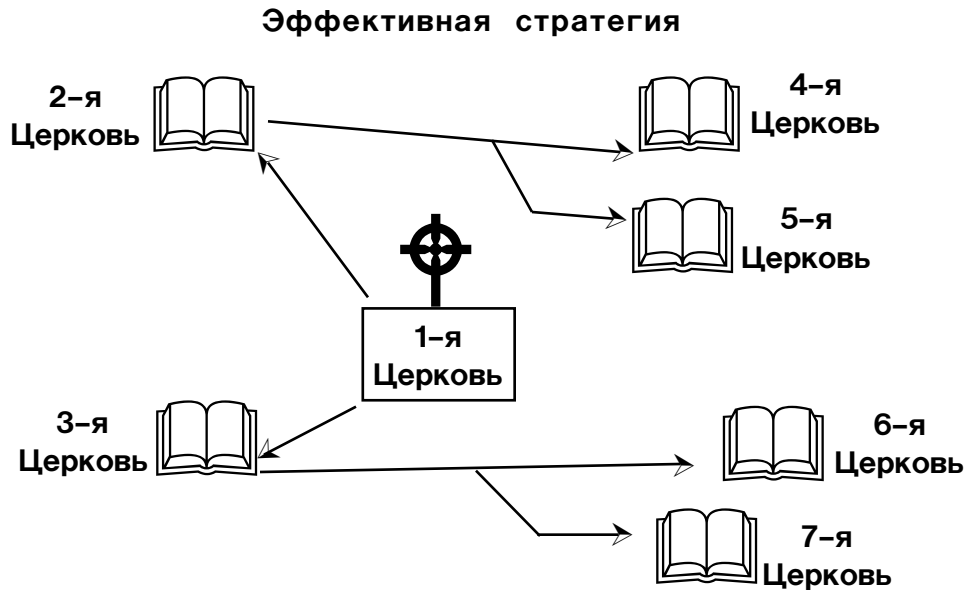 Эффективная стратегия
2-я
Церковь
4-я
Церковь
5-я
Церковь
1-я
Церковь
3-я
Церковь
6-я
Церковь
7-я
Церковь